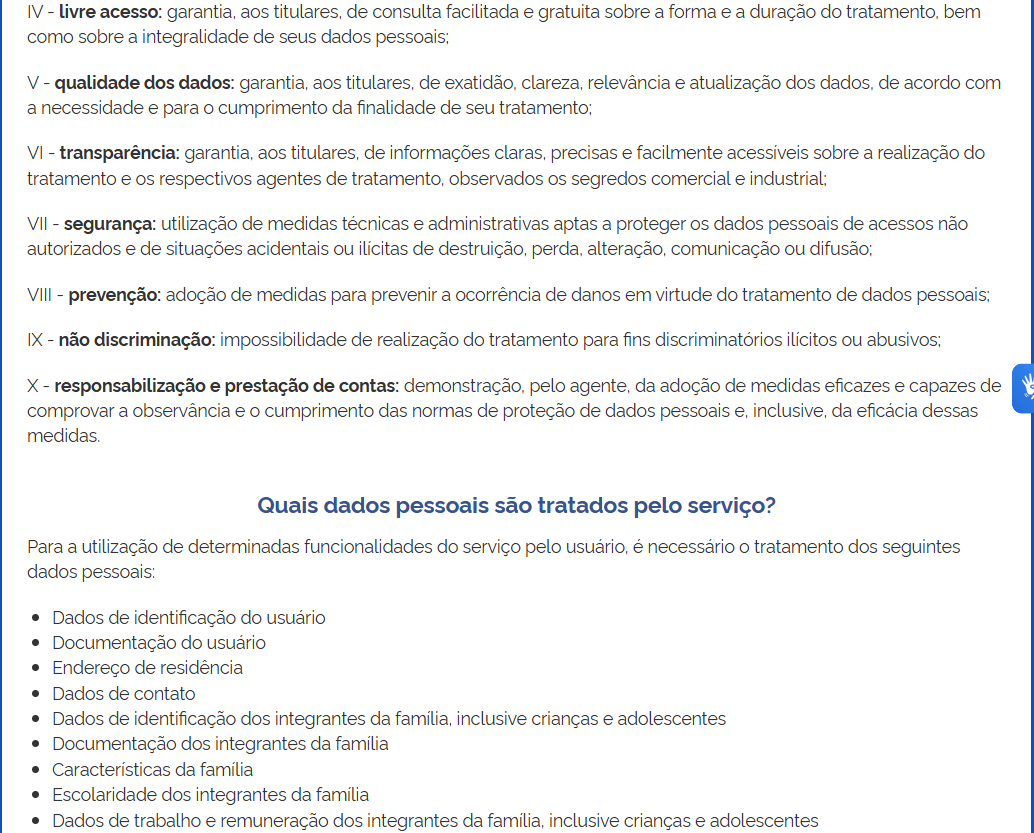 IV - livre acesso: garantia, aos titulares, de consulta facilitada e gratuita sobre a forma e a duração do tratamento, bem
como sobre a integralidade de seus dados pessoais;
V - qualidade dos dados: garantia, aos titulares, de exatidão, clareza, relevância e atualização dos dados, de acordo com
a necessidade e para o cumprimento da finalidade de seu tratamento;
VI - transparência: garantia, aos titulares, de informações claras, precisas e facilmente acessíveis sobre a realização do
tratamento e os respectivos agentes de tratamento, observados os segredos comercial e industrial;
VII - segurança: utilização de medidas técnicas e administrativas aptas a proteger os dados pessoais de acessos não
autorizados e de situações acidentais ou ilícitas de destruição, perda, alteração, comunicação ou difusão;
VIII - prevenção: adoção de medidas para prevenir a ocorrência de danos em virtude do tratamento de dados pessoais;
IX - não discriminação: impossibilidade de realização do tratamento para fins discriminatórios ilícitos ou abusivos;
X - responsabilização e prestação de contas: demonstração, pelo agente, da adoção de medidas eficazes e capazes de
comprovar a observância e o cumprimento das normas de proteção de dados pessoais e, inclusive, da eficácia dessas
medidas.
Quais dados pessoais são tratados pelo serviço?
Para a utilização de determinadas funcionalidades do serviço pelo usuário, é necessário o tratamento dos seguintes
dados pessoais:
• Dados de identificação do usuário
• Documentação do usuário
• Endereço de residência
• Dados de contato
• Dados de identificação dos integrantes da família, inclusive crianças e adolescentes
• Documentação dos integrantes da família
• Características da família
• Escolaridade dos integrantes da família
• Dados de trabalho e remuneração dos integrantes da família, inclusive crianças e adolescentes